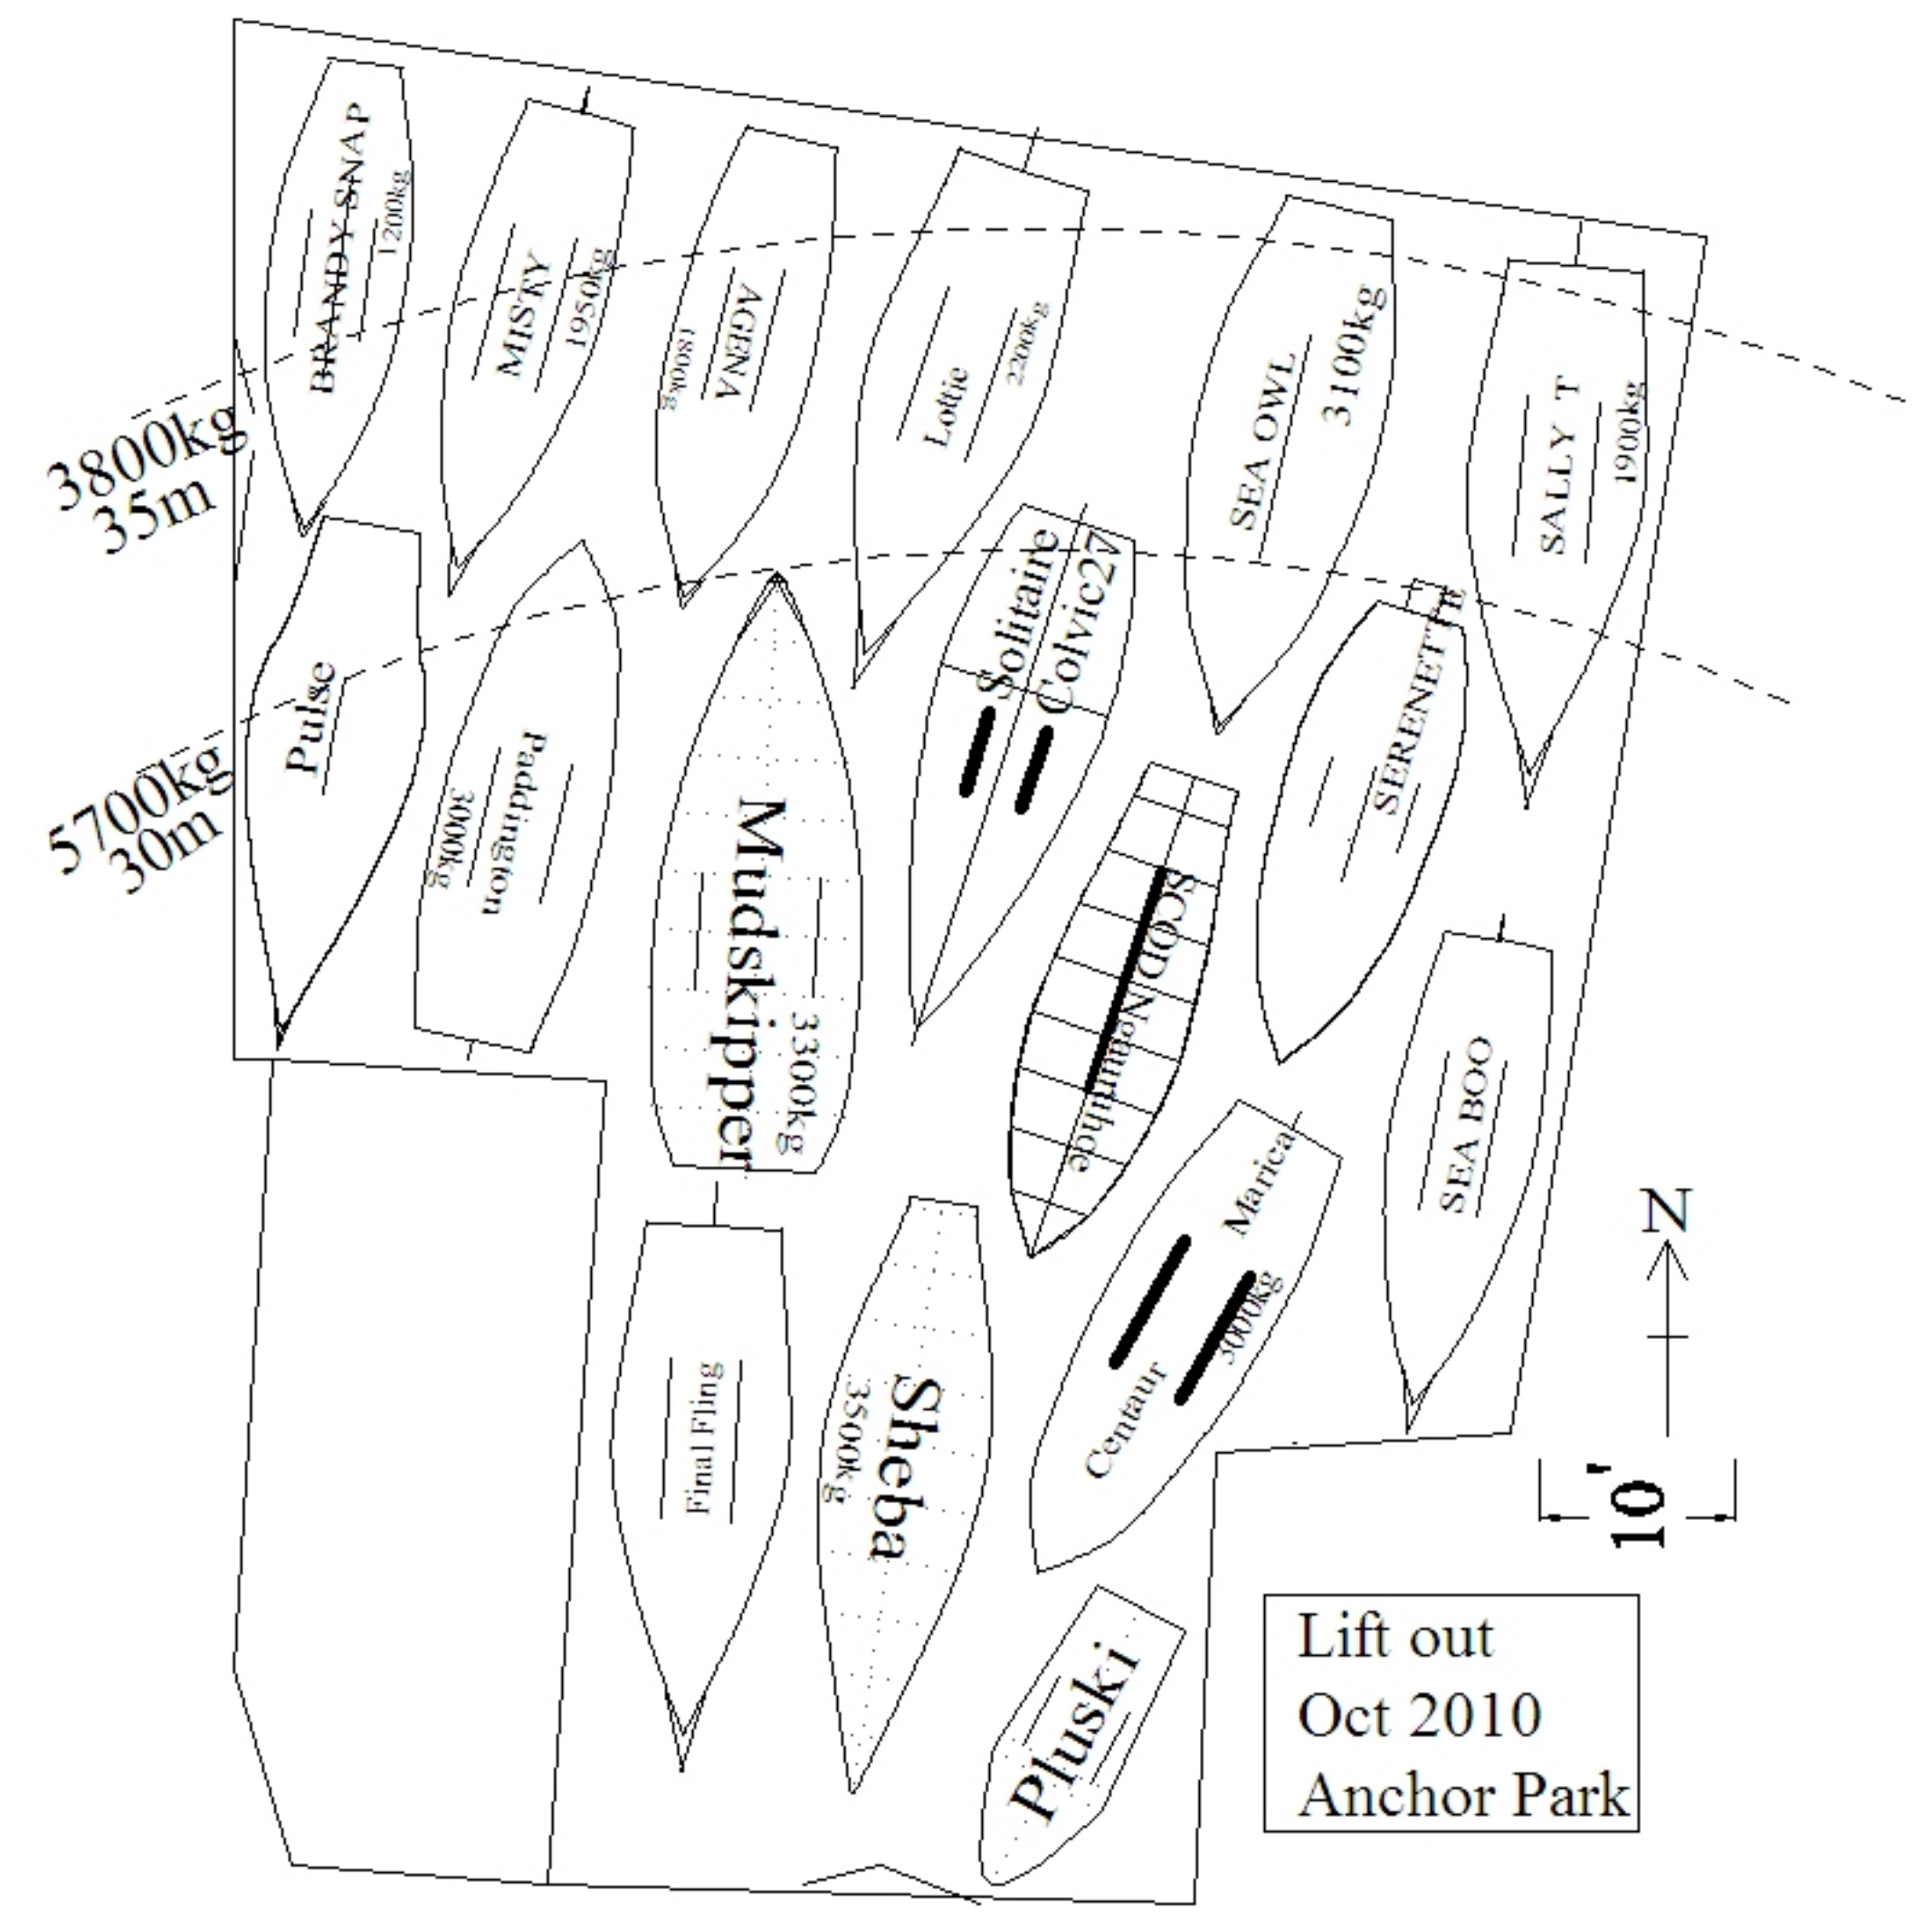 BRANDY SNAP
1200kg
MISTY
1950kg
AGENA
1800kg
Lottie
2200kg
SEA OWL
3100kg
SALLY T
1900kg
3800kg
35m
Pulse
Paddington
3000kg
Mudskipper
3300kg
Solitaire
Colvic27
SCOD Nanunhoe
SERENETTE
5700kg
30m
SEA BOO
Marica
Centaur
3000kg
Final Fling
Sheba
3500kg
Pluski
N
10'
Lift out
Oct 2010
Anchor Park